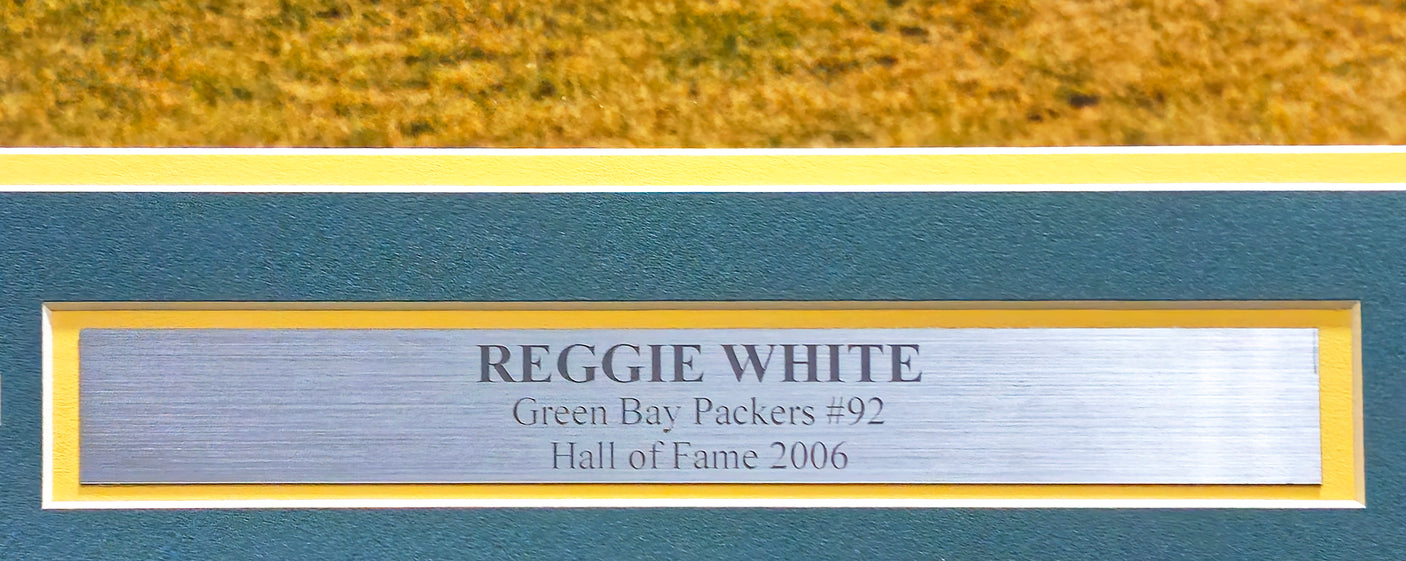 REGGIE WHITE
Green Bay Packers #92
Hall of Fame 2006